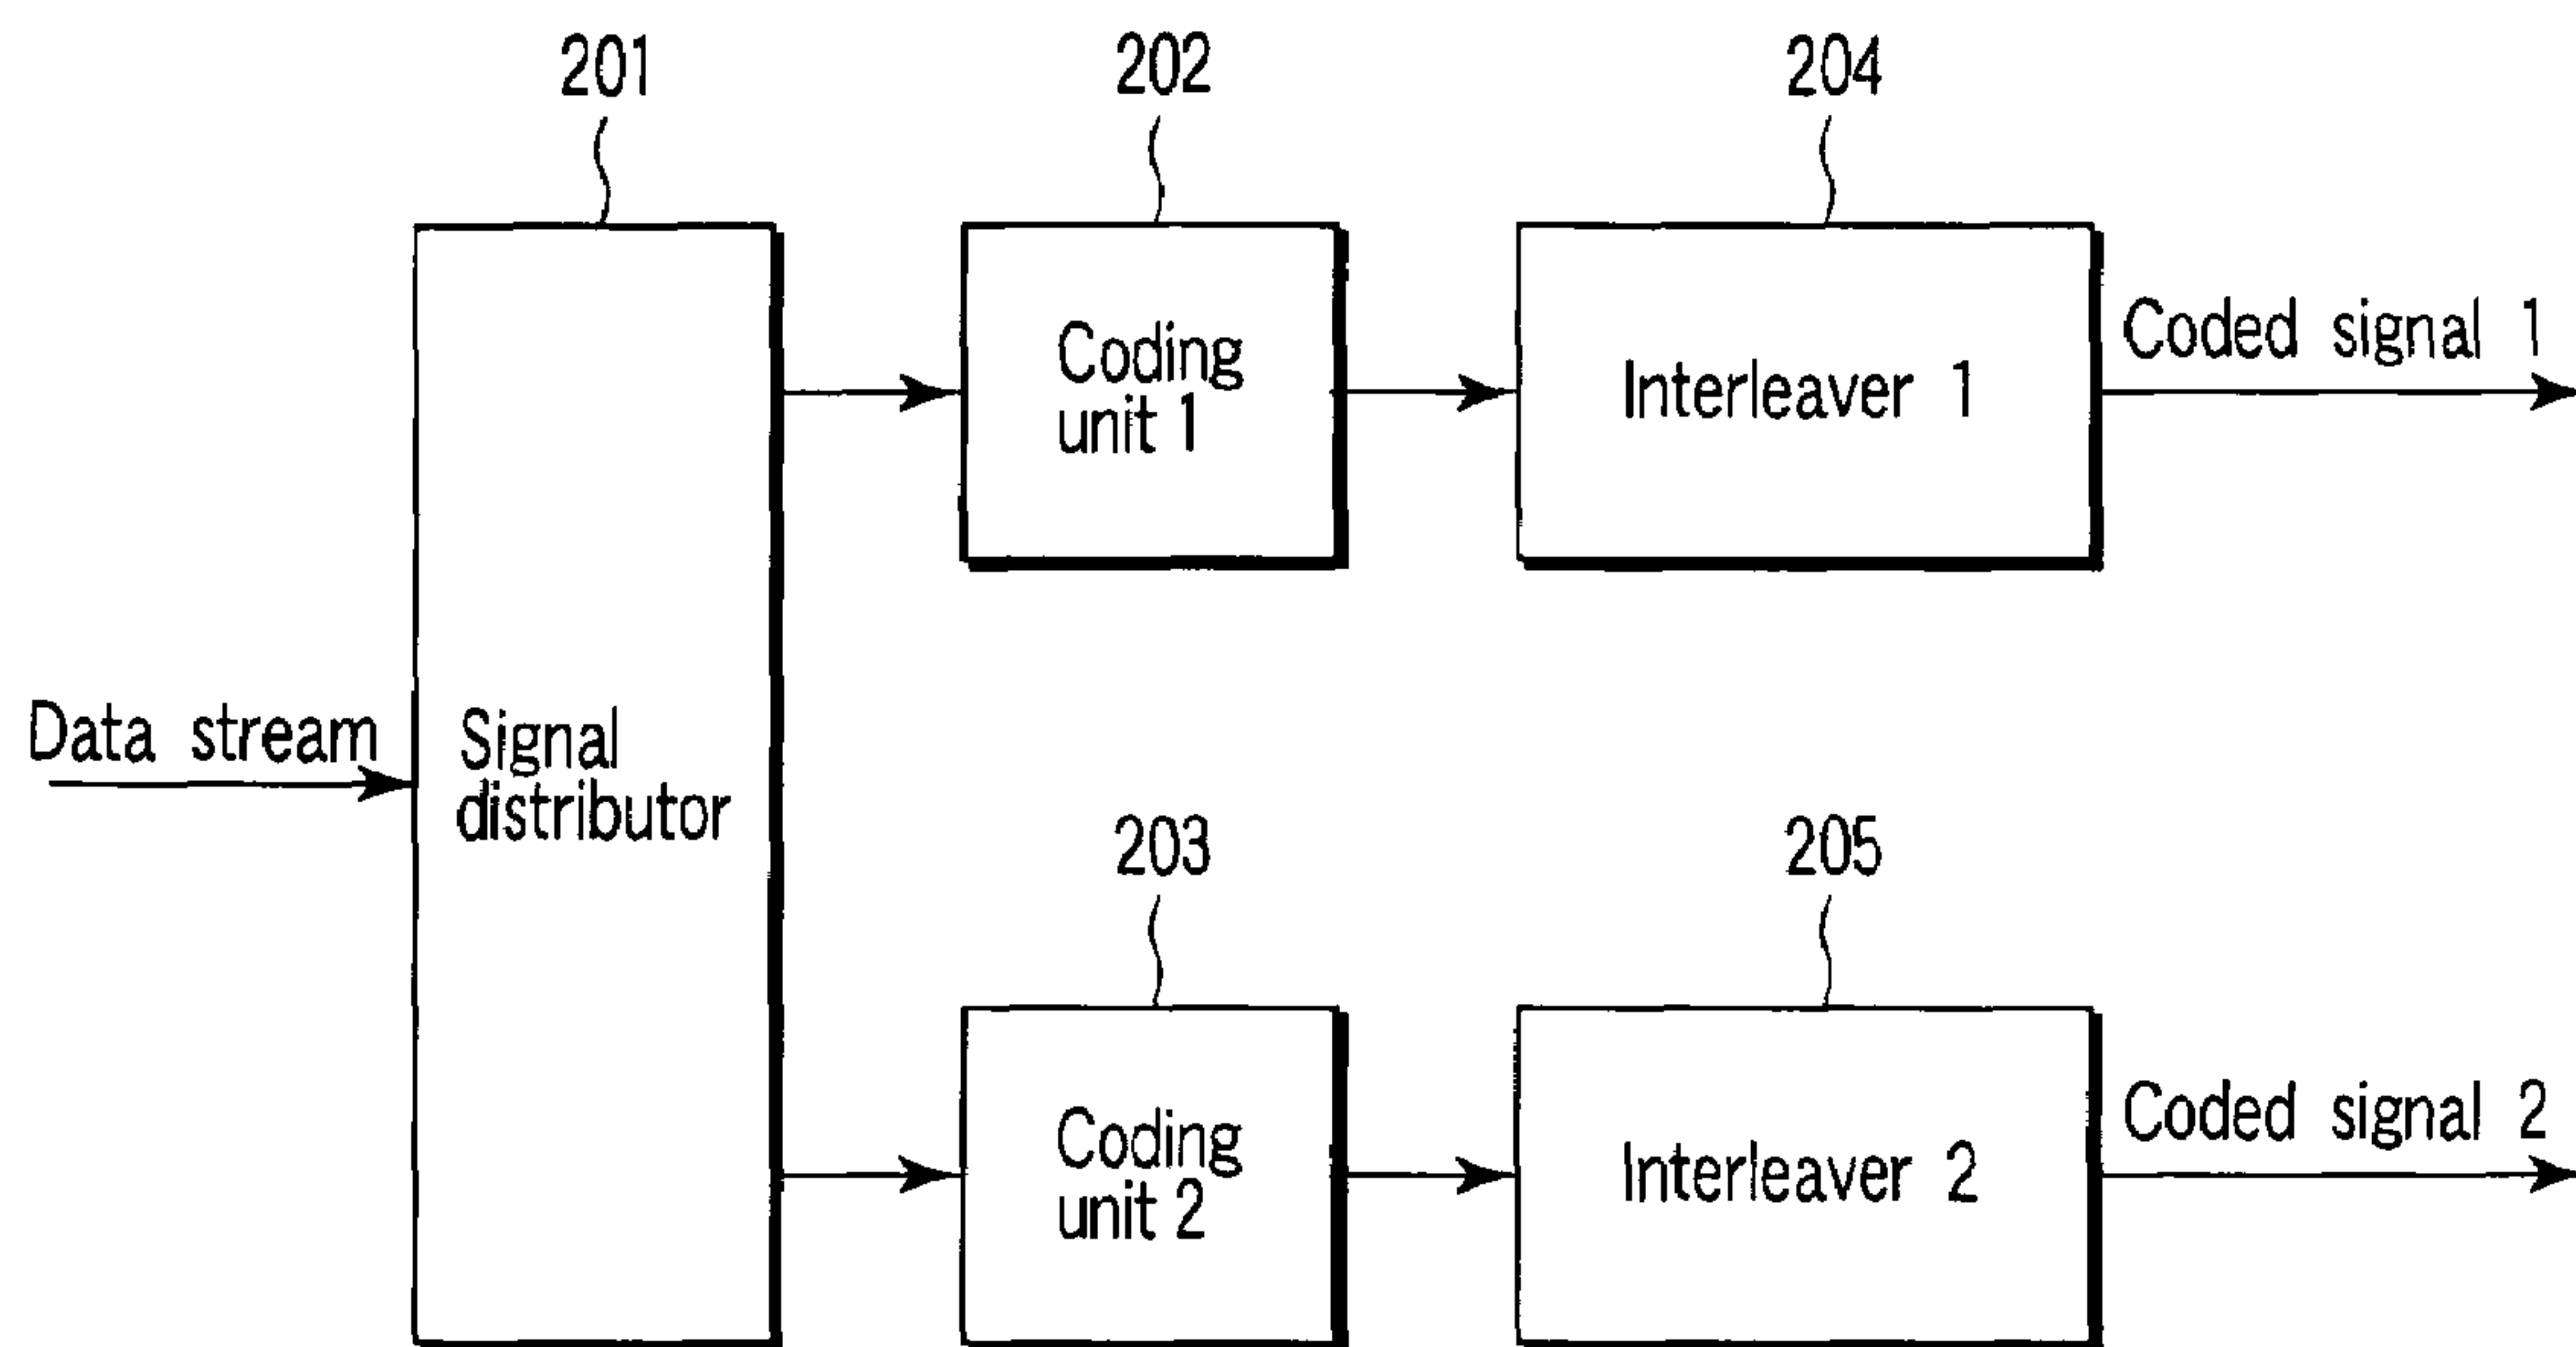 201
202
204
Coding
unit 1
Interleaver 1
Coded signal 1
Data stream
Signal
distributor
203
205
Coding
unit 2
Interleaver 2
Coded signal 2